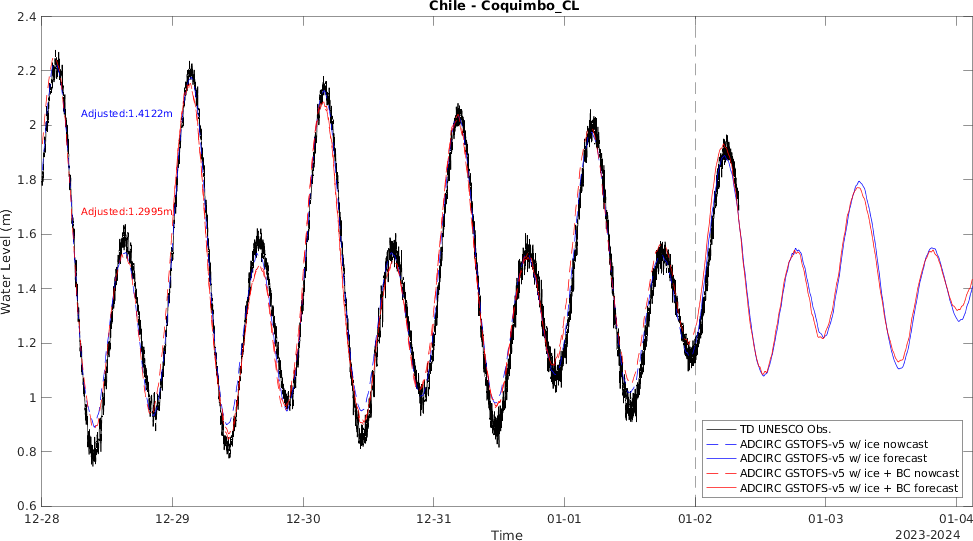 Chile - Coquimbo_CL
2.4
2.2
2
1.8
1.6
1.4
1.2
1
0.8
0.6
Water Level (m)
Adjusted:1.4122m
Adjusted:1.2995m
TD UNESCO Obs.
ADCIRC GSTOFS-v5 w/ ice nowcast
ADCIRC GSTOFS-v5 w/ ice forecast
ADCIRC GSTOFS-v5 w/ ice + BC nowcast
ADCIRC GSTOFS-v5 w/ ice + BC forecast
12-28 12-29 12-30 12-31 01-01 01-02 01-03 01-04
Time
2023-2024